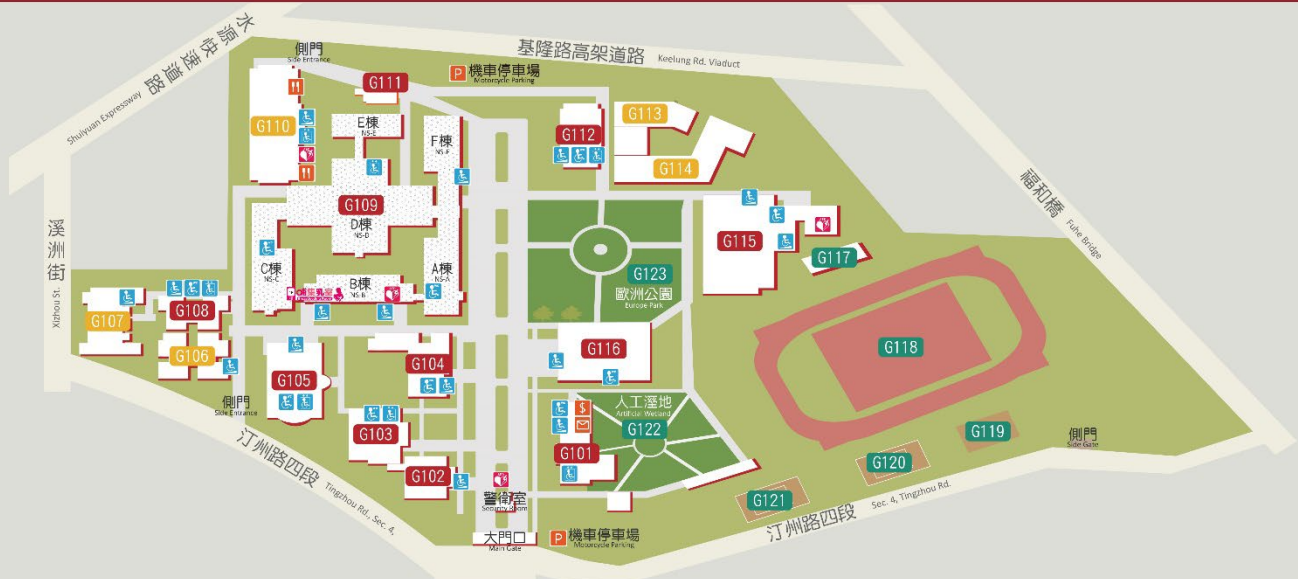 水源快速道路
Shuiyuan Expressway
側門
Side Entrance
基隆路高架道路 Keelung Rd. Viaduct
P 機車停車場
Motorcycle Parking
G111
G110
E棟
NS-E
F棟
NS-F
G112
G113
G114
福和橋
Fuhe Bridge
G109
D棟
NS-D
G115
G117
溪洲街
Xizhou St.
C棟
NS-C
B棟
NS-B
A棟
NS-A
哺集乳室
G123
歐洲公園
Europe Park
G107
G108
G106
G105
G104
G116
G118
側門
Side Entrance
人工溼地
Artificial Wetland
G122
$
G103
G101
G119
側門
Side Gate
G102
G120
汀州路四段
Tingzhou Rd., Sec. 4,
警衛室
Security Room
G121
汀州路四段
Sec. 4, Tingzhou Rd.
大門口
Main Gate
P 機車停車場
Motorcycle Parking